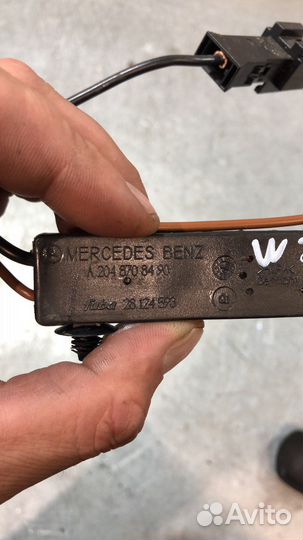 MERCEDES BENZ
A 204 870 84 90
28.124.593
W
Avito